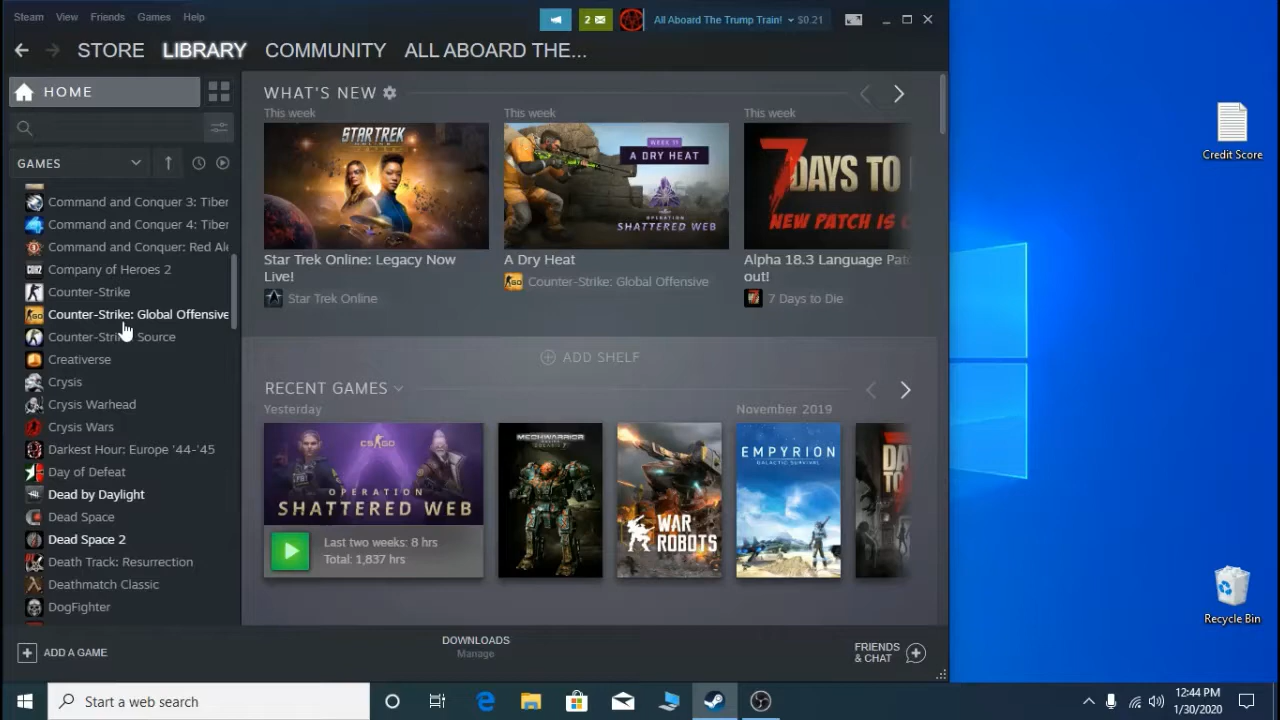 Steam View Friends Games Help
2
All Aboard The Trump Train! $0.21
STORE LIBRARY COMMUNITY ALL ABOARD THE...
HOME
GAMES
Command and Conquer 3: Tiber
Command and Conquer 4: Tiber
Command and Conquer: Red Ale
Company of Heroes 2
Counter-Strike
Counter-Strike: Global Offensive
Counter-Strike: Source
Creativerse
Crysis
Crysis Warhead
Crysis Wars
Darkest Hour: Europe '44-'45
Day of Defeat
Dead by Daylight
Dead Space
Dead Space 2
Death Track: Resurrection
Deathmatch Classic
DogFighter
ADD A GAME
WHAT'S NEW
This week
STAR TREK
ONLINE
Star Trek Online: Legacy Now
Live!
Star Trek Online
This week
WEEK 11
A DRY HEAT
OPERATION
SHATTERED WEB
A Dry Heat
Counter-Strike: Global Offensive
This week
7 DAYS TO
NEW PATCH IS
Alpha 18.3 Language Patc
out!
7 Days to Die
ADD SHELF
RECENT GAMES
Yesterday
CS GO
OPERATION
SHATTERED WEB
Last two weeks: 8 hrs
Total: 1,837 hrs
MECHWARRIOR
WAR
ROBOTS
November 2019
EMPYRION
GALACTIC SURVIVAL
DA
DOWNLOADS
Manage
FRIENDS
& CHAT
Credit Score
Recycle Bin
Start a web search
12:44 PM
1/30/2020